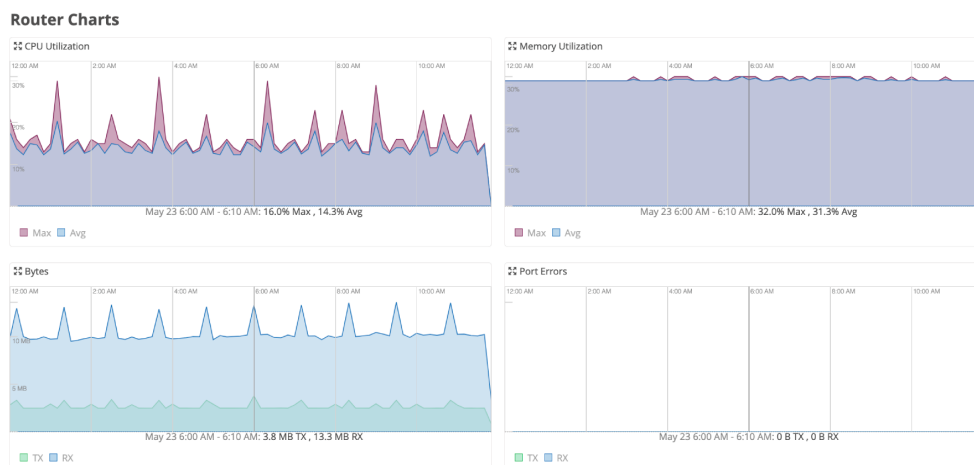 Router Charts
CPU Utilization
12:00 AM 2:00 AM 4:00 AM 6:00 AM 8:00 AM 10:00 AM
30%
20%
10%
May 23 6:00 AM - 6:10 AM: 16.0% Max , 14.3% Avg
Max Avg
Memory Utilization
12:00 AM 2:00 AM 4:00 AM 6:00 AM 8:00 AM 10:00 AM
30%
20%
10%
May 23 6:00 AM - 6:10 AM: 32.0% Max , 31.3% Avg
Max Avg
Bytes
12:00 AM 2:00 AM 4:00 AM 6:00 AM 8:00 AM 10:00 AM
10 MB
5 MB
May 23 6:00 AM - 6:10 AM: 3.8 MB TX , 13.3 MB RX
TX RX
Port Errors
12:00 AM 2:00 AM 4:00 AM 6:00 AM 8:00 AM 10:00 AM
May 23 6:00 AM - 6:10 AM: 0 B TX , 0 B RX
TX RX